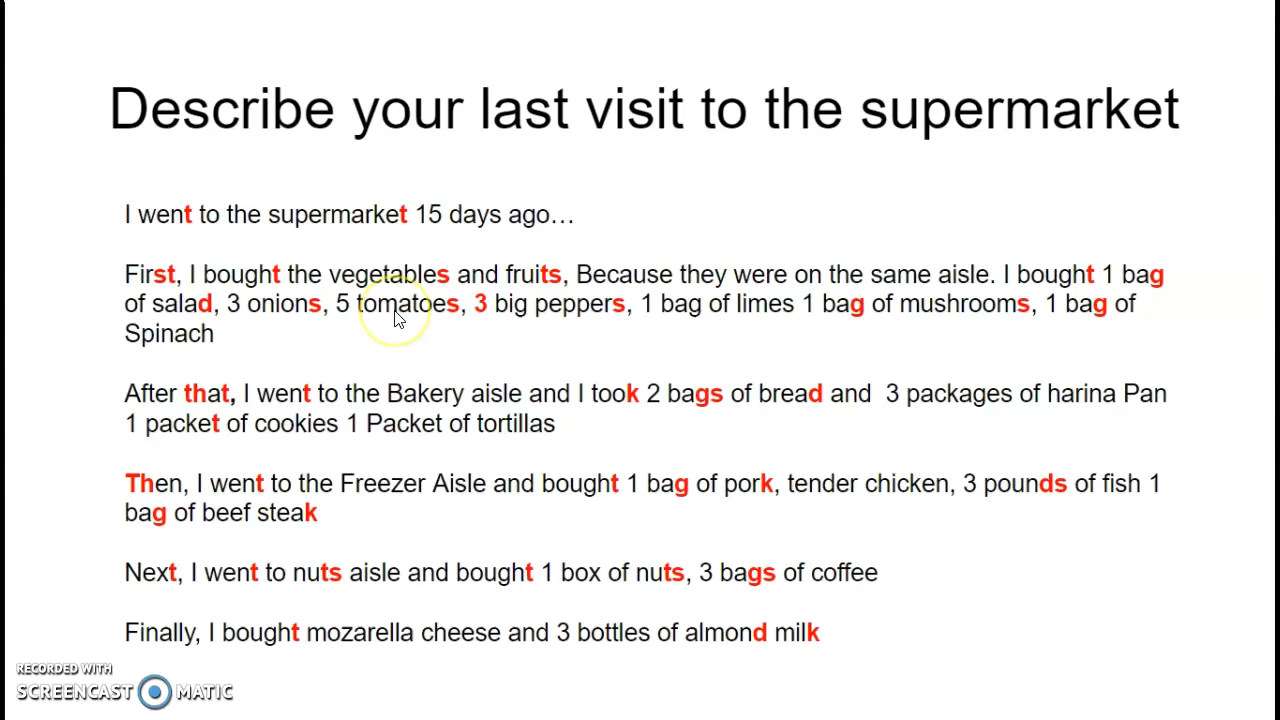 Describe your last visit to the supermarket
I went to the supermarket 15 days ago…
First, I bought the vegetables and fruits, Because they were on the same aisle. I bought 1 bag
of salad, 3 onions, 5 tomatoes, 3 big peppers, 1 bag of limes 1 bag of mushrooms, 1 bag of
Spinach
After that, I went to the Bakery aisle and I took 2 bags of bread and  3 packages of harina Pan
1 packet of cookies 1 Packet of tortillas
Then, I went to the Freezer Aisle and bought 1 bag of pork, tender chicken, 3 pounds of fish 1
bag of beef steak
Next, I went to nuts aisle and bought 1 box of nuts, 3 bags of coffee
Finally, I bought mozarella cheese and 3 bottles of almond milk
RECORDED WITH
SCREENCAST MATIC